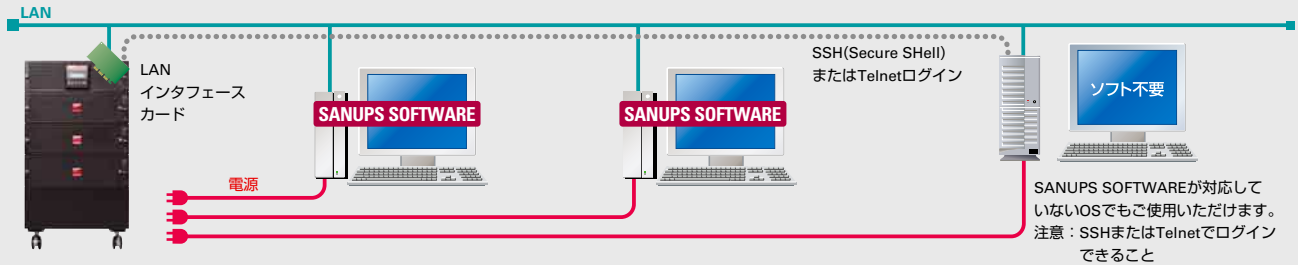 LAN
LAN
インタフェース
カード
SANUPS SOFTWARE
SANUPS SOFTWARE
SSH(Secure SHell)
またはTelnetログイン
ソフト不要
電源
SANUPS SOFTWAREが対応して
いないOSでもご使用いただけます。
注意：SSHまたはTelnetでログイン
できること